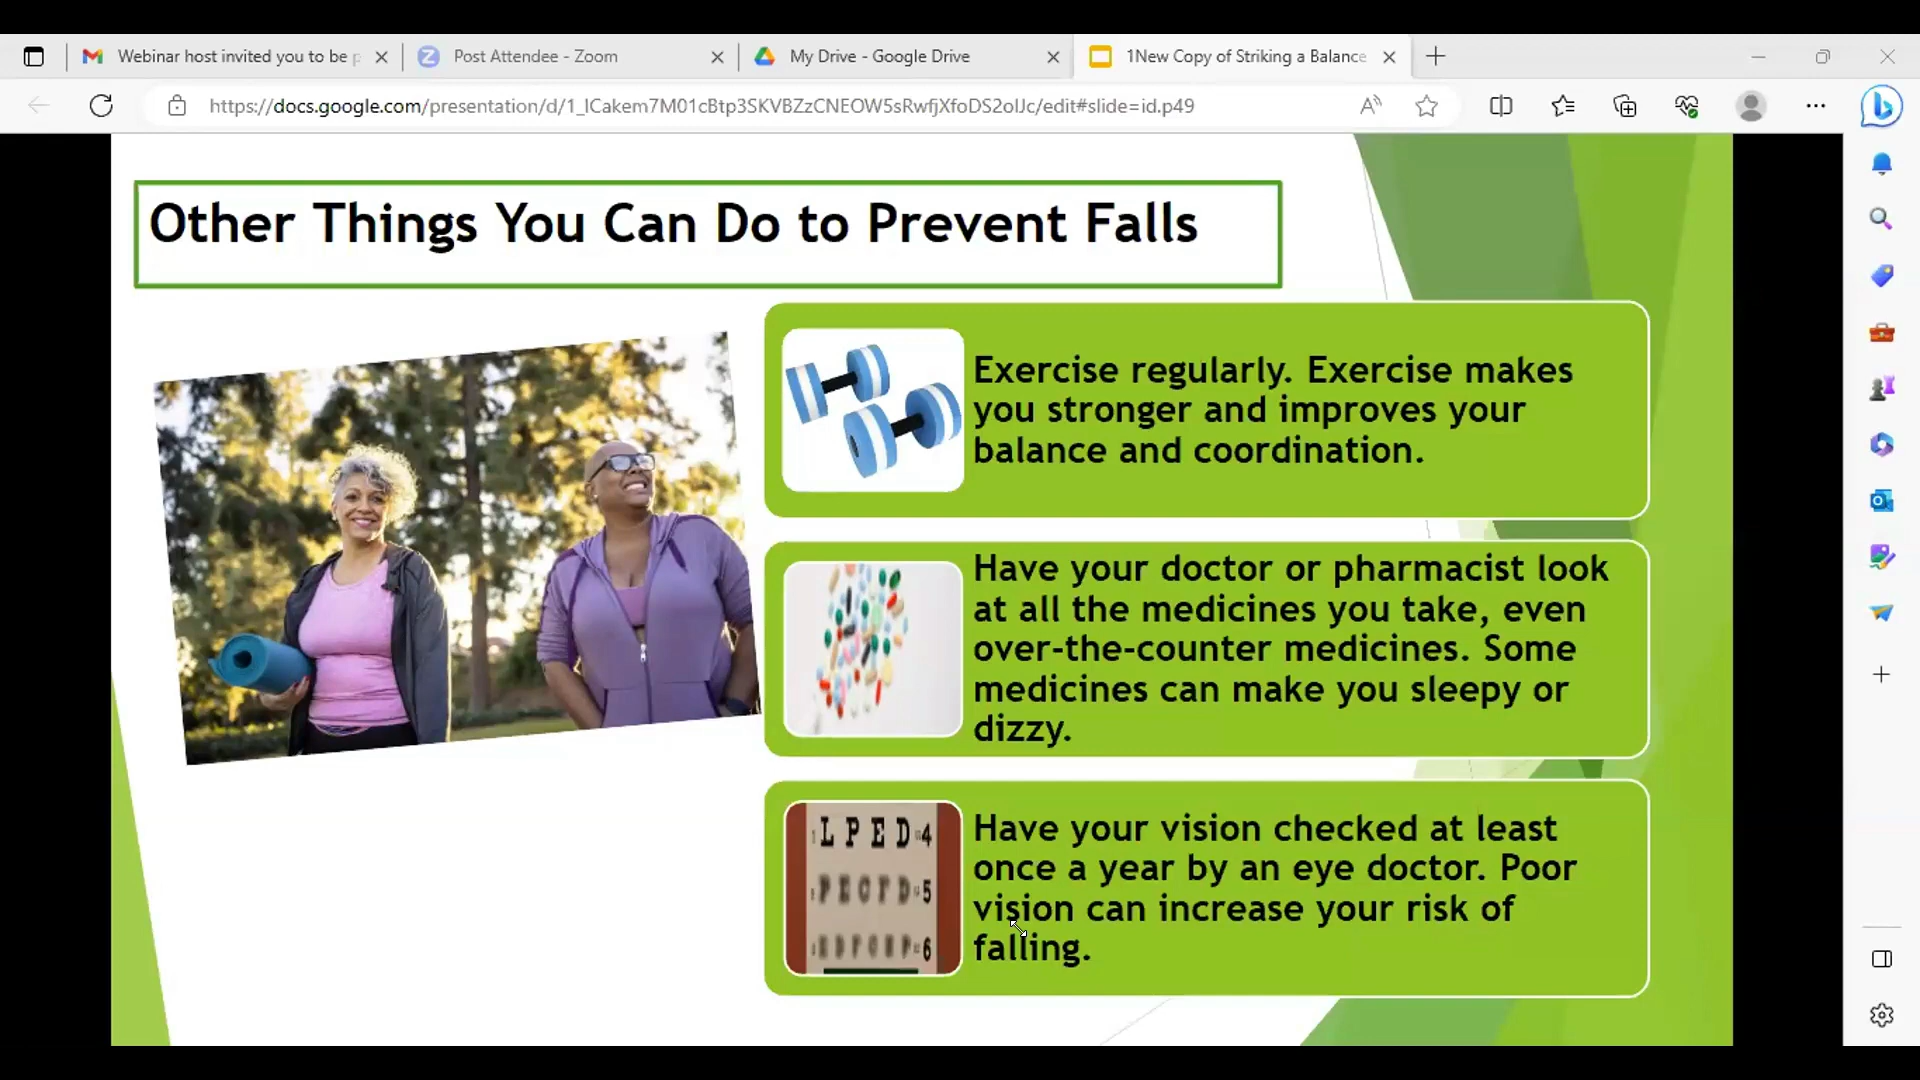 Webinar host invited you to be
Post Attendee - Zoom
My Drive - Google Drive
1New Copy of Striking a Balance
https://docs.google.com/presentation/d/1_lCakem7M01cBtp3SKVBZzCNEOW5sRwfjXfoDS2olJc/edit#slide=id.p49
Other Things You Can Do to Prevent Falls
Exercise regularly. Exercise makes
you stronger and improves your
balance and coordination.
Have your doctor or pharmacist look
at all the medicines you take, even
over-the-counter medicines. Some
medicines can make you sleepy or
dizzy.
L P E D 4
P E C F D 5
6
Have your vision checked at least
once a year by an eye doctor. Poor
vision can increase your risk of
falling.